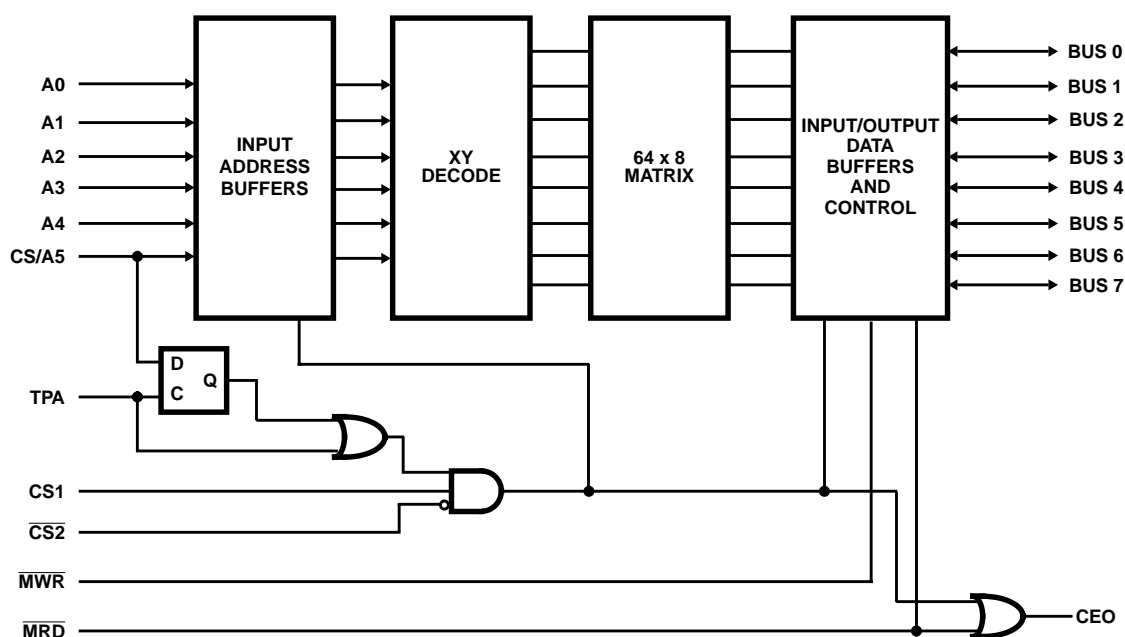 A0
A1
A2
A3
A4
CS/A5
INPUT
ADDRESS
BUFFERS
XY
DECODE
64 x 8
MATRIX
INPUT/OUTPUT
DATA
BUFFERS
AND
CONTROL
BUS 0
BUS 1
BUS 2
BUS 3
BUS 4
BUS 5
BUS 6
BUS 7
D
Q
C
TPA
CS1
CS2
MWR
MRD
CEO